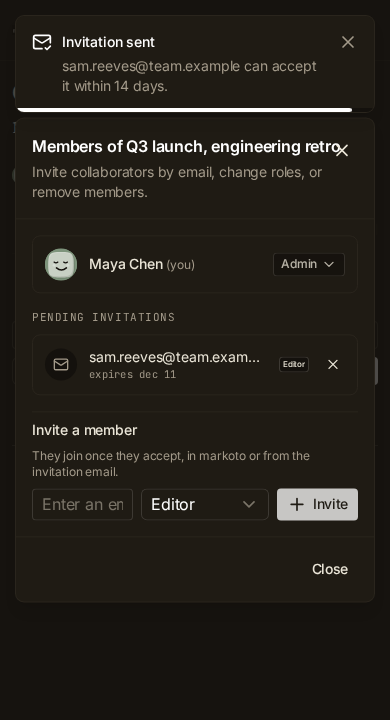 Invitation sent
sam.reeves@team.example can accept
it within 14 days.
Members of Q3 launch, engineering retro
Invite collaborators by email, change roles, or
remove members.
Maya Chen (you)
Admin
PENDING INVITATIONS
sam.reeves@team.exam...
Editor
expires dec 11
Invite a member
They join once they accept, in markoto or from the
invitation email.
Enter an en
Editor
Invite
Close